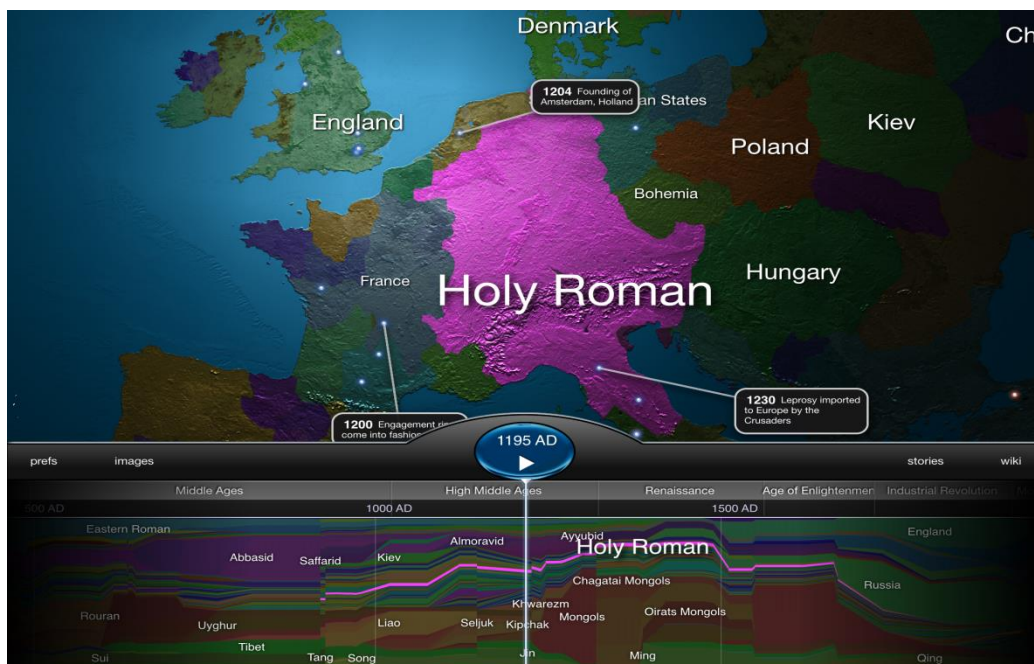 Denmark
Ch
1204 Founding of
Amsterdam, Holland
an States
England
Kiev
Poland
Bohemia
France
Holy Roman
Hungary
1230 Leprosy imported
to Europe by the
Crusaders
1200 Engagement ri
come into fashion
1195 AD
prefs
images
stories
wiki
Middle Ages
High Middle Ages
Renaissance
Age of Enlightenmen
Industrial Revolution
500 AD
1000 AD
1500 AD
Eastern Roman
Abbasid
Saffarid
Kiev
Almoravid
Ayyubid
Holy Roman
England
Chagatai Mongols
Russia
Rouran
Uyghur
Liao
Seljuk
Khwarezm
Kipchak
Mongols
Oirats Mongols
Tibet
Sui
Tang
Song
Jin
Ming
Qing